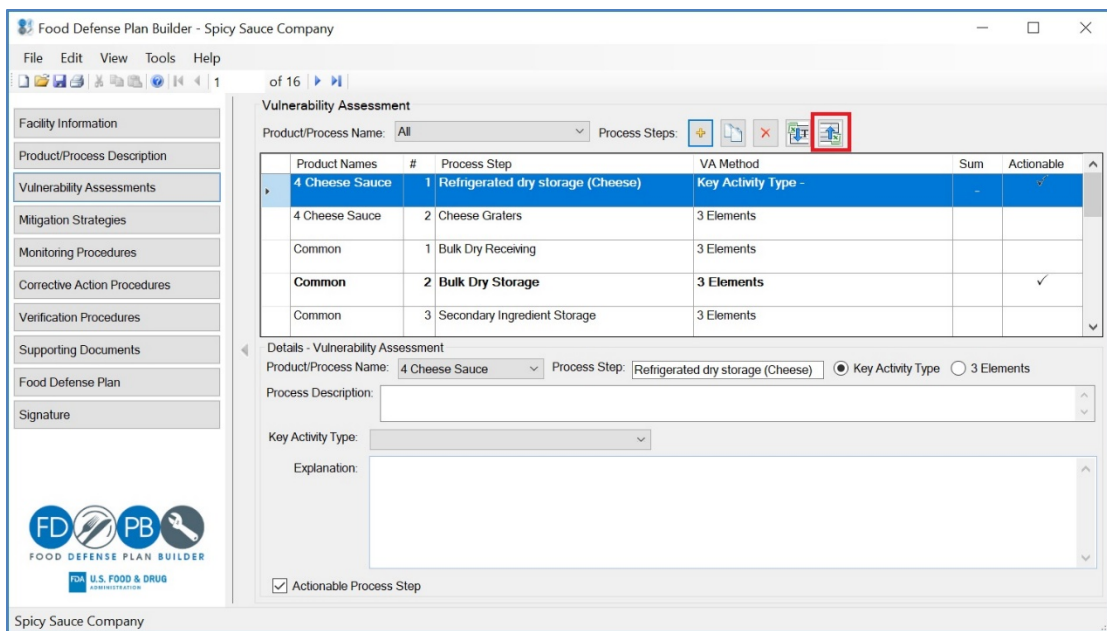 Food Defense Plan Builder - Spicy Sauce Company
File Edit View Tools Help
1 of 16
Facility Information
Product/Process Description
Vulnerability Assessments
Mitigation Strategies
Monitoring Procedures
Corrective Action Procedures
Verification Procedures
Supporting Documents
Food Defense Plan
Signature
FD PB
FOOD DEFENSE PLAN BUILDER
FDA U.S. FOOD & DRUG
ADMINISTRATION
Vulnerability Assessment
Product/Process Name: All Process Steps:
Product Names # Process Step VA Method Sum Actionable
4 Cheese Sauce 1 Refrigerated dry storage (Cheese) Key Activity Type - - ✓
4 Cheese Sauce 2 Cheese Graters 3 Elements
Common 1 Bulk Dry Receiving 3 Elements
Common 2 Bulk Dry Storage 3 Elements ✓
Common 3 Secondary Ingredient Storage 3 Elements
Details - Vulnerability Assessment
Product/Process Name: 4 Cheese Sauce Process Step: Refrigerated dry storage (Cheese) Key Activity Type 3 Elements
Process Description:
Key Activity Type:
Explanation:
Actionable Process Step
Spicy Sauce Company